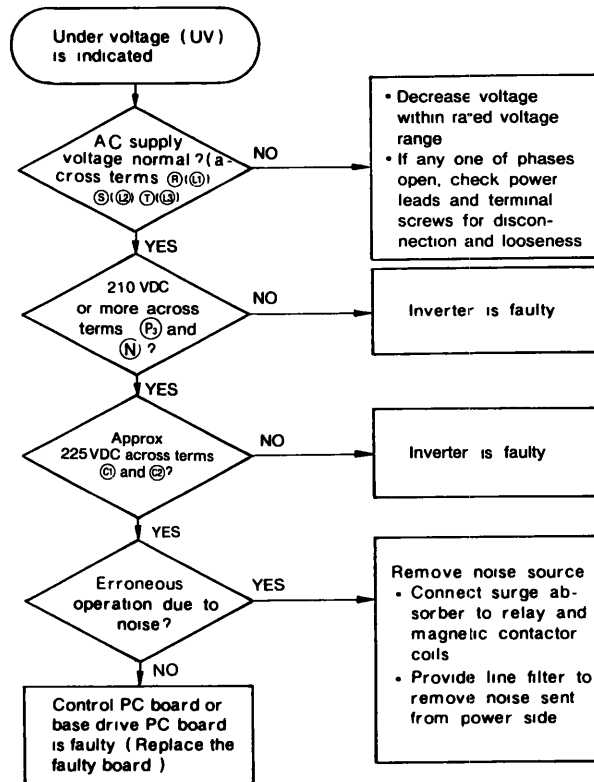 Under voltage (UV)
is indicated
AC supply
voltage normal?(a-
cross terms Ⓡ(L1)
Ⓢ(L2) Ⓣ(L3)
NO
• Decrease voltage
within rated voltage
range
• If any one of phases
open, check power
leads and terminal
screws for discon-
nection and looseness
YES
210 VDC
or more across
terms P3 and
Ⓝ ?
NO
Inverter is faulty
YES
Approx
225 VDC across terms
C1 and C2?
NO
Inverter is faulty
YES
Erroneous
operation due to
noise?
YES
Remove noise source
• Connect surge ab-
sorber to relay and
magnetic contactor
coils
• Provide line filter to
remove noise sent
from power side
NO
Control PC board or
base drive PC board
is faulty (Replace the
faulty board)